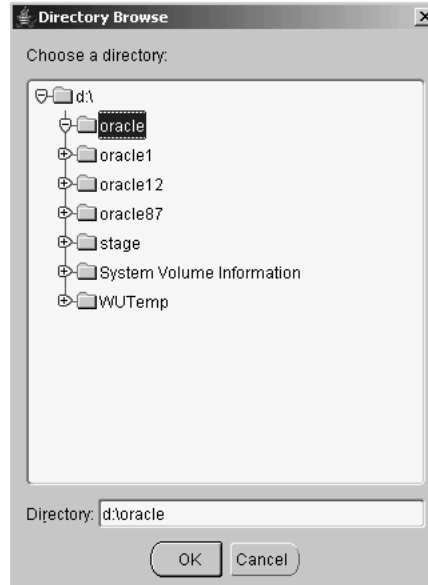 Directory Browse
Choose a directory:
d:\
oracle
oracle1
oracle12
oracle87
stage
System Volume Information
WUTemp
Directory: d:\oracle
OK Cancel